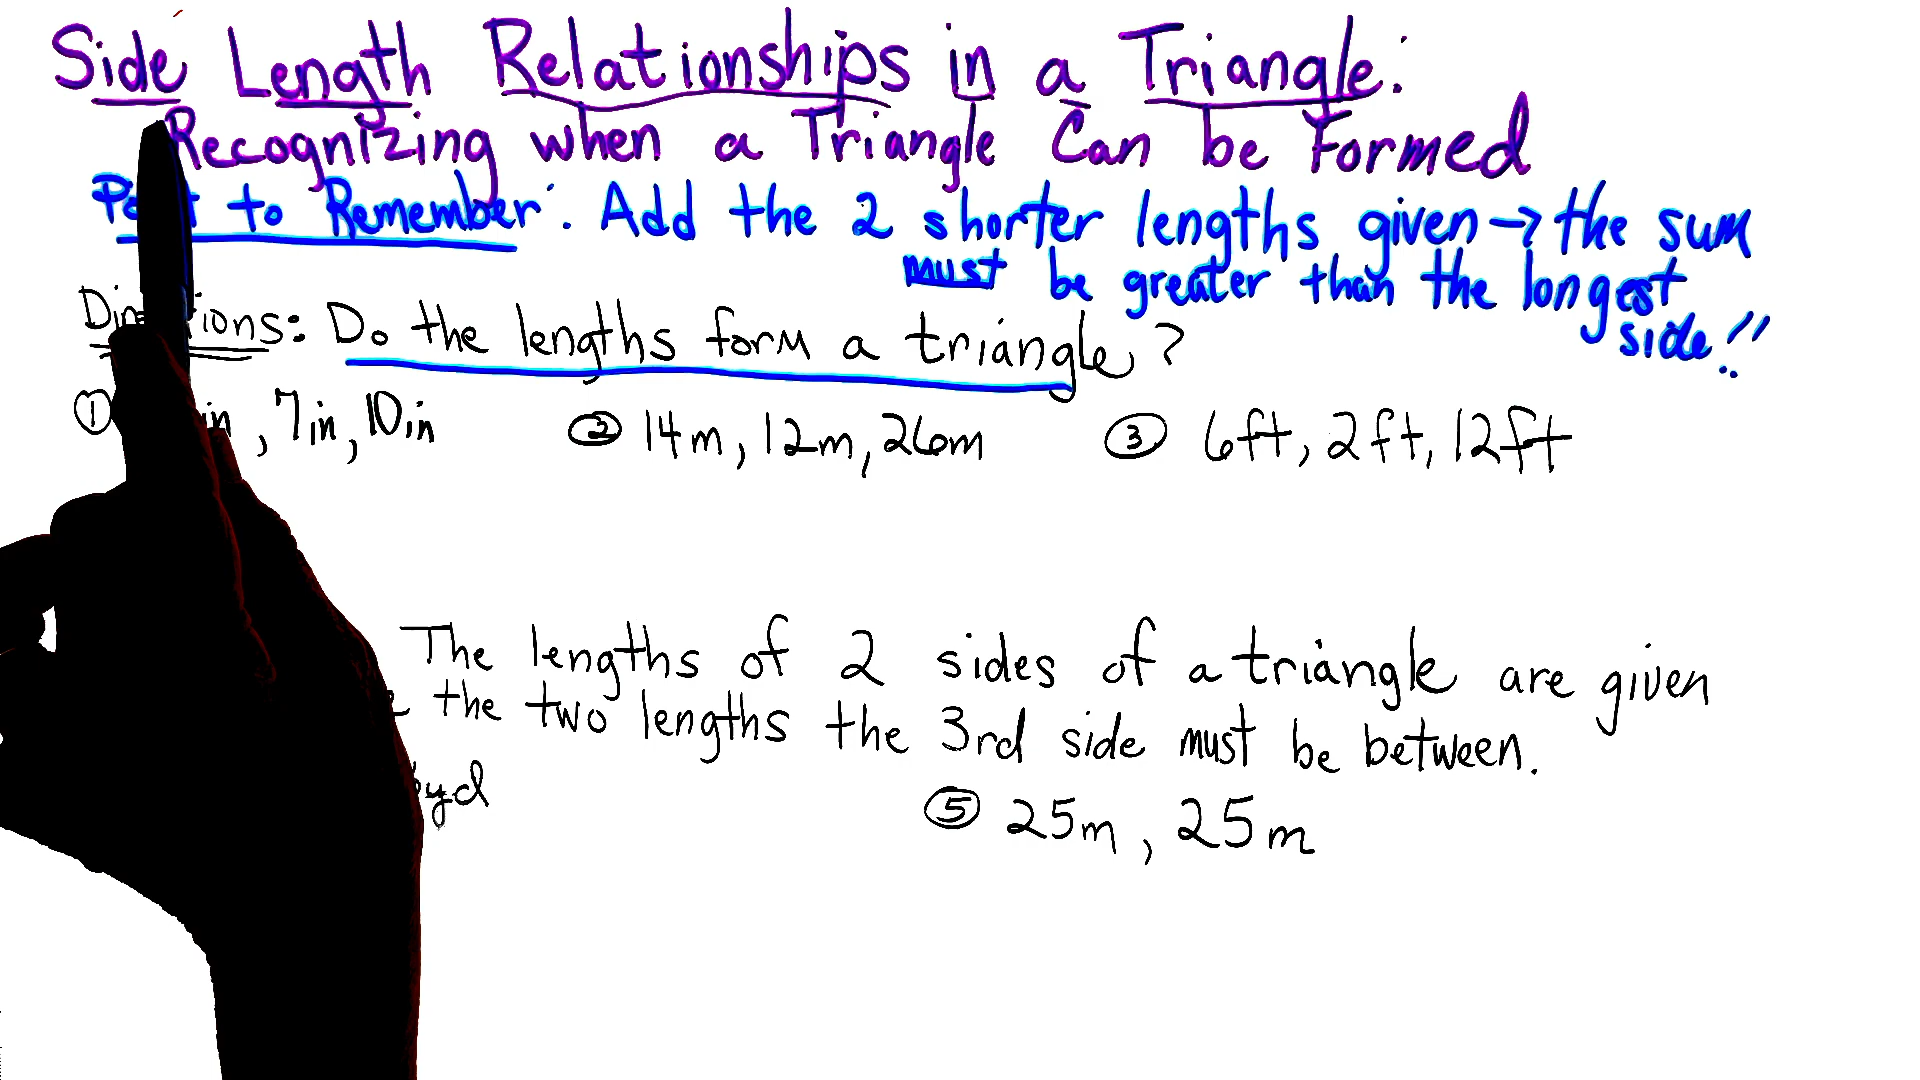 Side Length Relationships in a Triangle:
Recognizing when a Triangle Can be Formed
to Remember: Add the 2 shorter lengths given → the sum
must be greater than the longest
side!!
Do the lengths form a triangle?
① in, 7in, 10in ② 14m, 12m, 26m ③ 6ft, 2ft, 12ft
The lengths of 2 sides of a triangle are given
the two lengths the 3rd side must be between.
yd ⑤ 25m, 25m